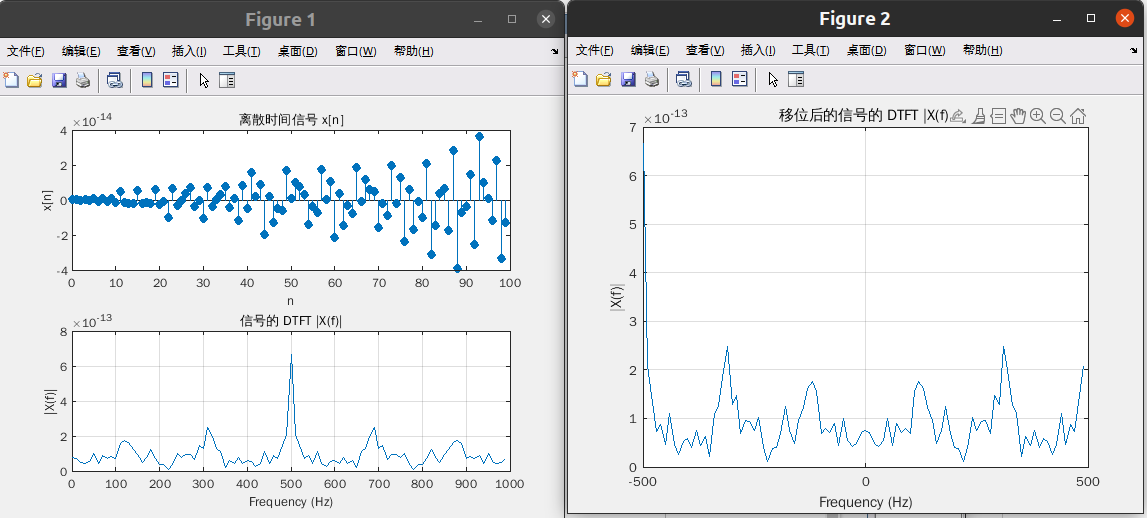 Figure 1
文件(F) 编辑(E) 查看(V) 插入(I) 工具(T) 桌面(D) 窗口(W) 帮助(H)
×10-14
离散时间信号 x[n]
4
2
0
-2
-4
x[n]
0 10 20 30 40 50 60 70 80 90 100
n
×10-13
信号的 DTFT |X(f)|
8
6
4
2
0
|X(f)|
0 100 200 300 400 500 600 700 800 900 1000
Frequency (Hz)
Figure 2
文件(F) 编辑(E) 查看(V) 插入(I) 工具(T) 桌面(D) 窗口(W) 帮助(H)
×10-13
移位后的信号的 DTFT |X(f)
7
6
5
4
3
2
1
0
|X(f)|
-500 0 500
Frequency (Hz)